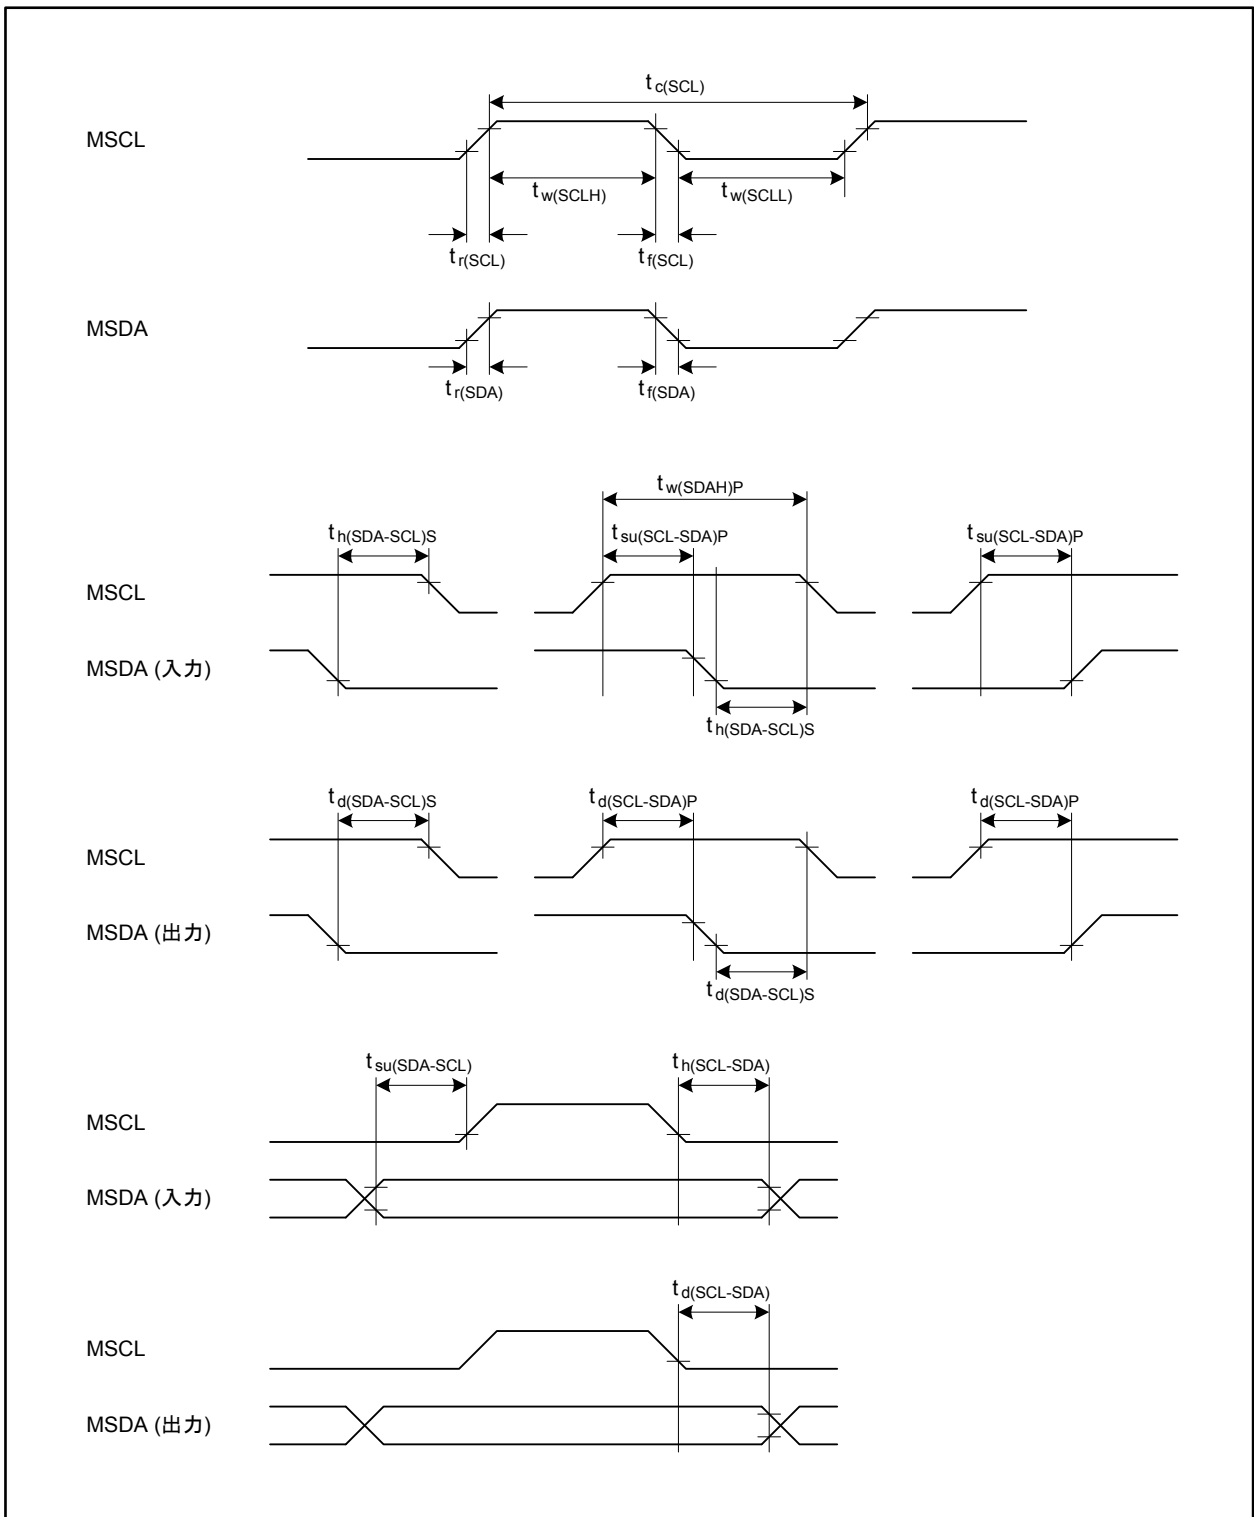 tc(SCL)
MSCL
tw(SCLH) tw(SCLL)
tr(SCL) tf(SCL)
MSDA
tr(SDA) tf(SDA)
tw(SDAH)P
th(SDA-SCL)S tsu(SCL-SDA)P tsu(SCL-SDA)P
MSCL
MSDA (入力)
th(SDA-SCL)S
td(SDA-SCL)S td(SCL-SDA)P td(SCL-SDA)P
MSCL
MSDA (出力)
td(SDA-SCL)S
tsu(SDA-SCL) th(SCL-SDA)
MSCL
MSDA (入力)
td(SCL-SDA)
MSCL
MSDA (出力)